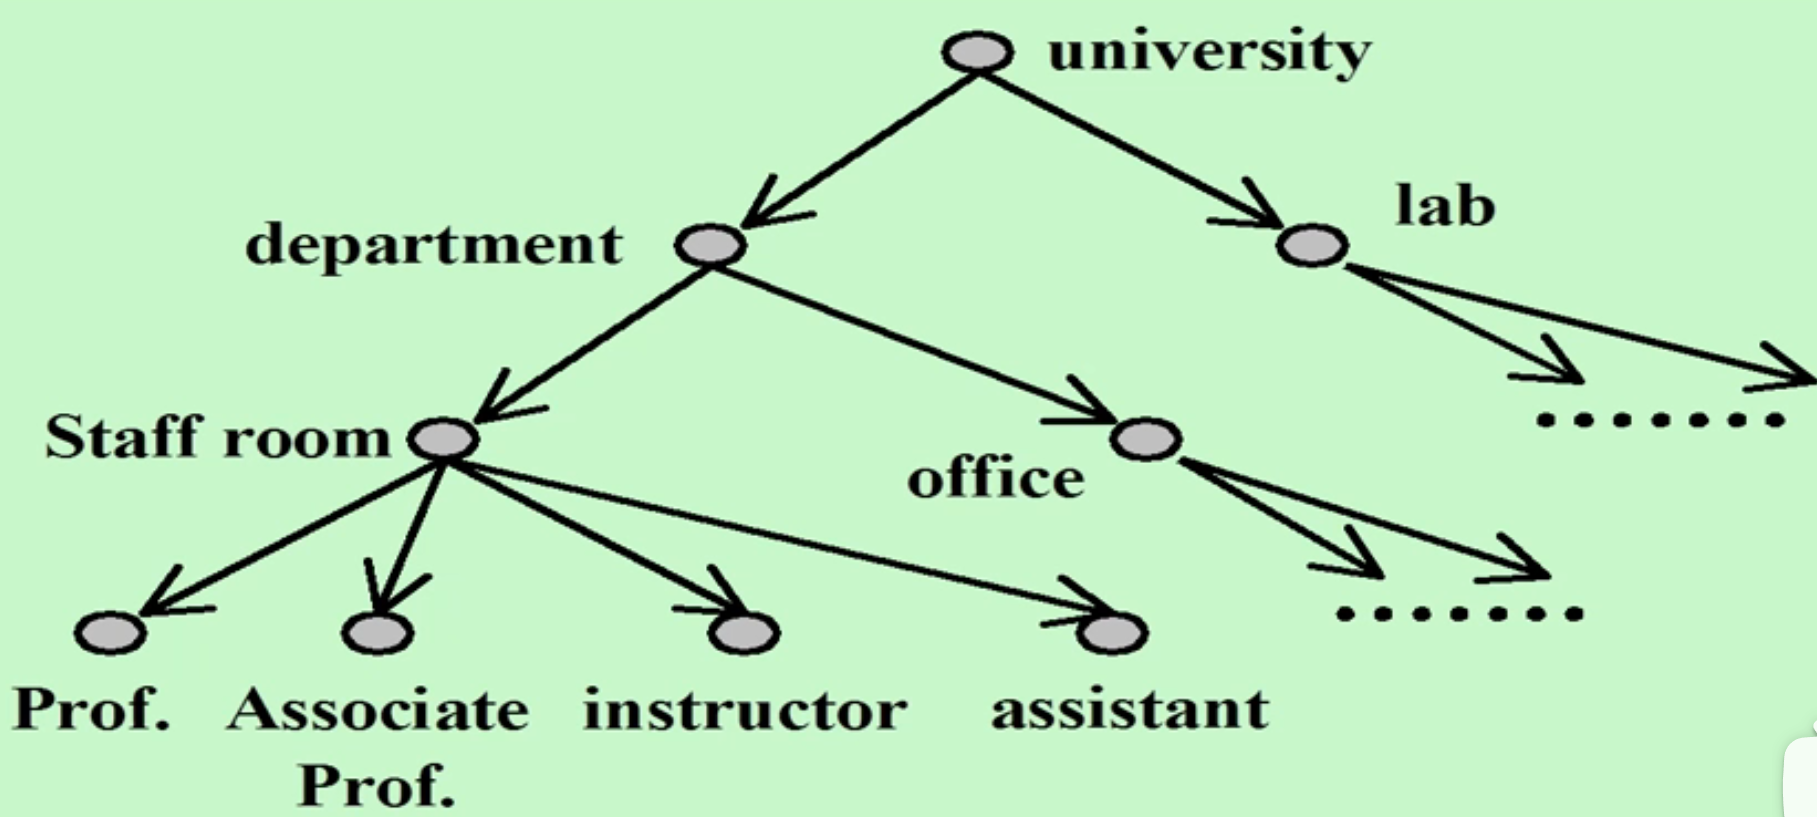 university
lab
department
Staff room
office
Prof.
Associate
Prof.
instructor
assistant